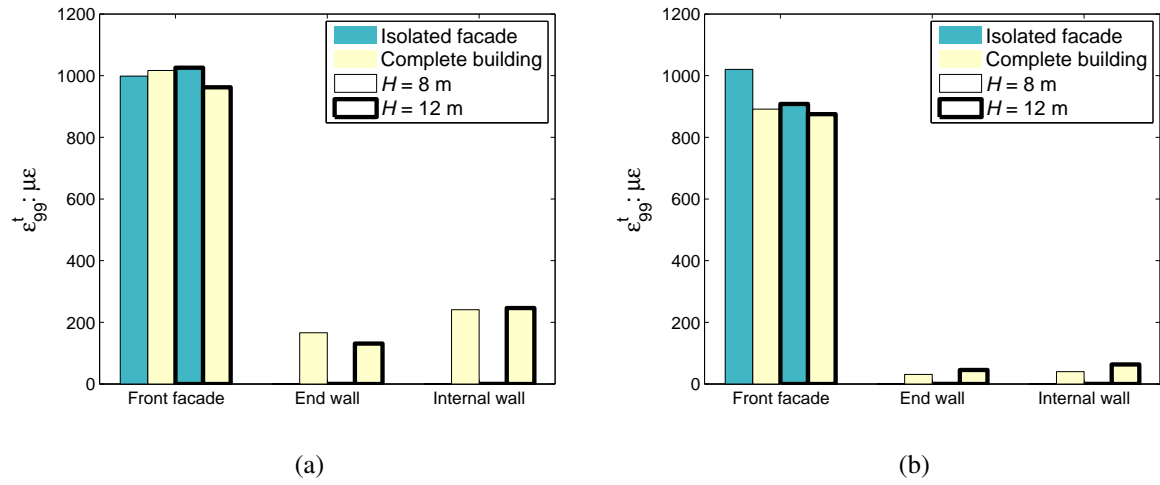 1200
1000
800
600
400
200
0
ε99t: με
Isolated facade
Complete building
H = 8 m
H = 12 m
Front facade End wall Internal wall
(a)
1200
1000
800
600
400
200
0
ε99t: με
Isolated facade
Complete building
H = 8 m
H = 12 m
Front facade End wall Internal wall
(b)